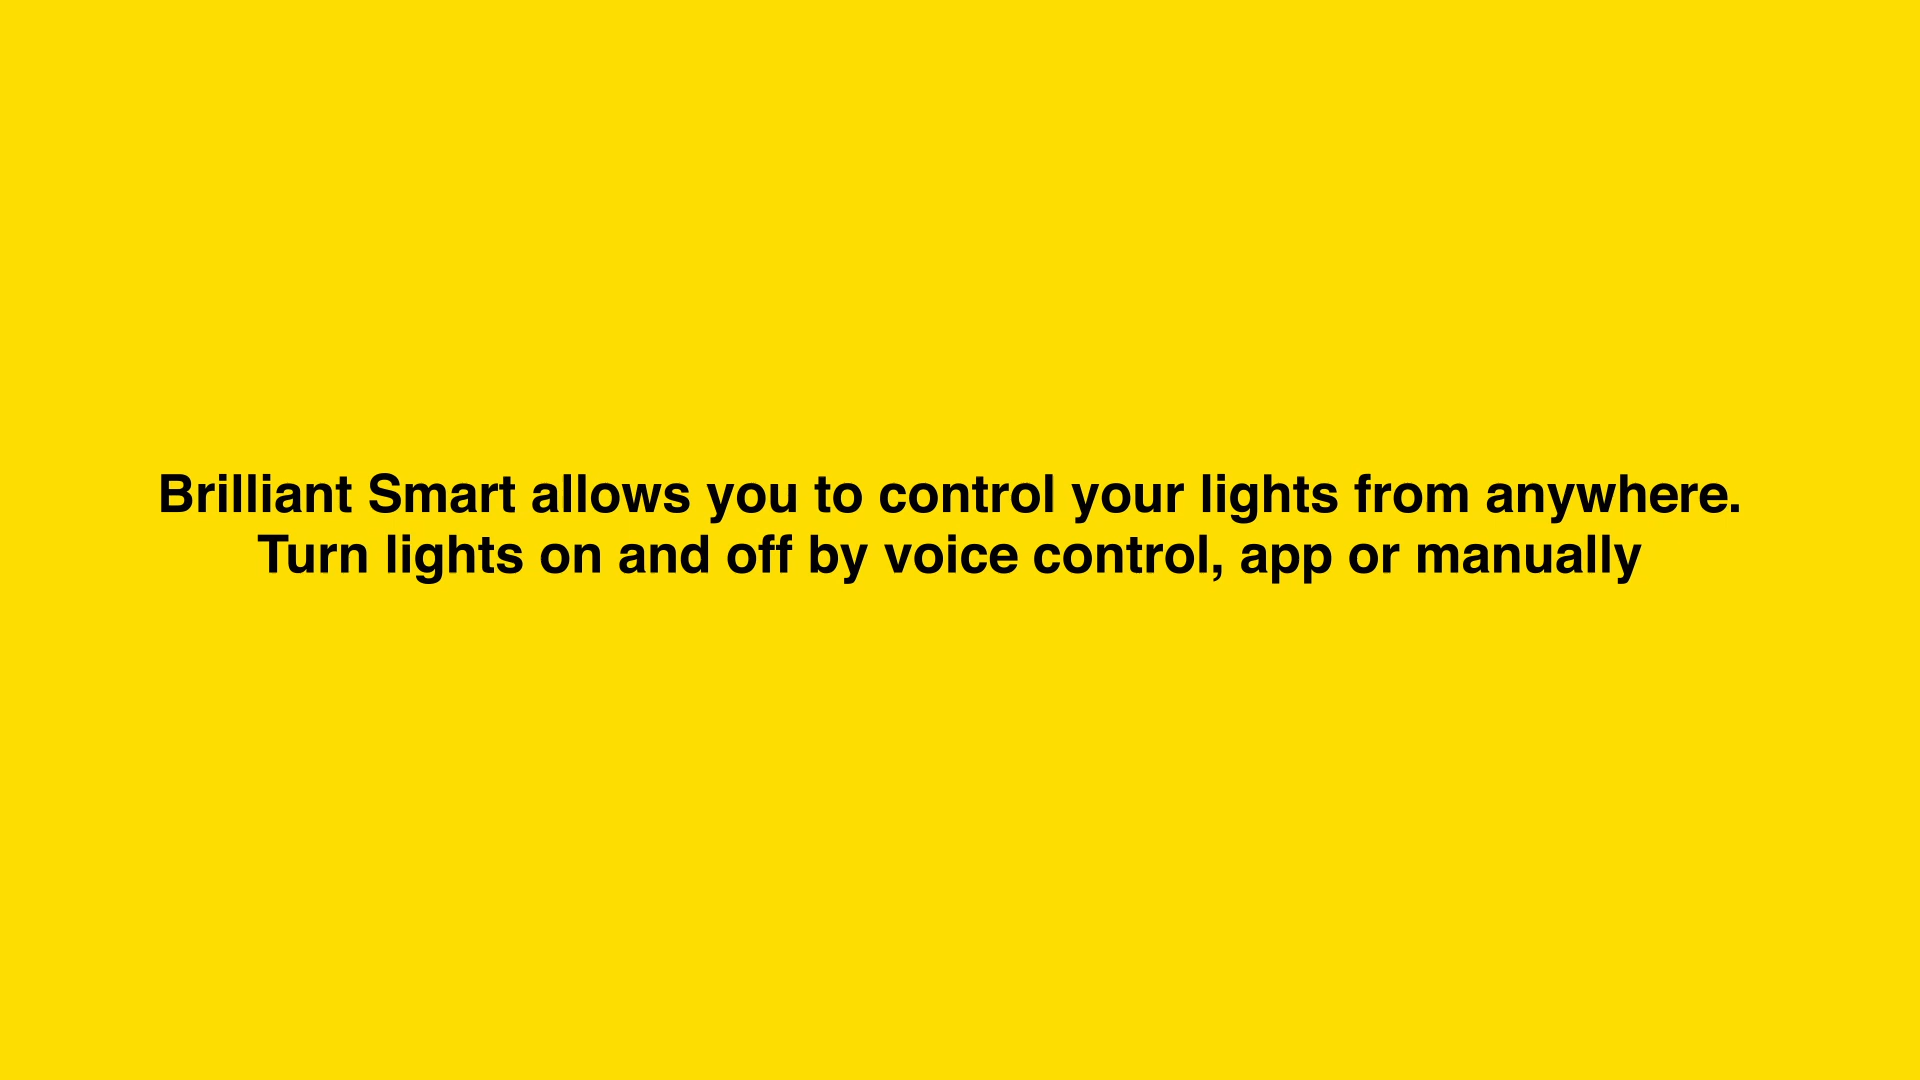 Brilliant Smart allows you to control your lights from anywhere.
Turn lights on and off by voice control, app or manually